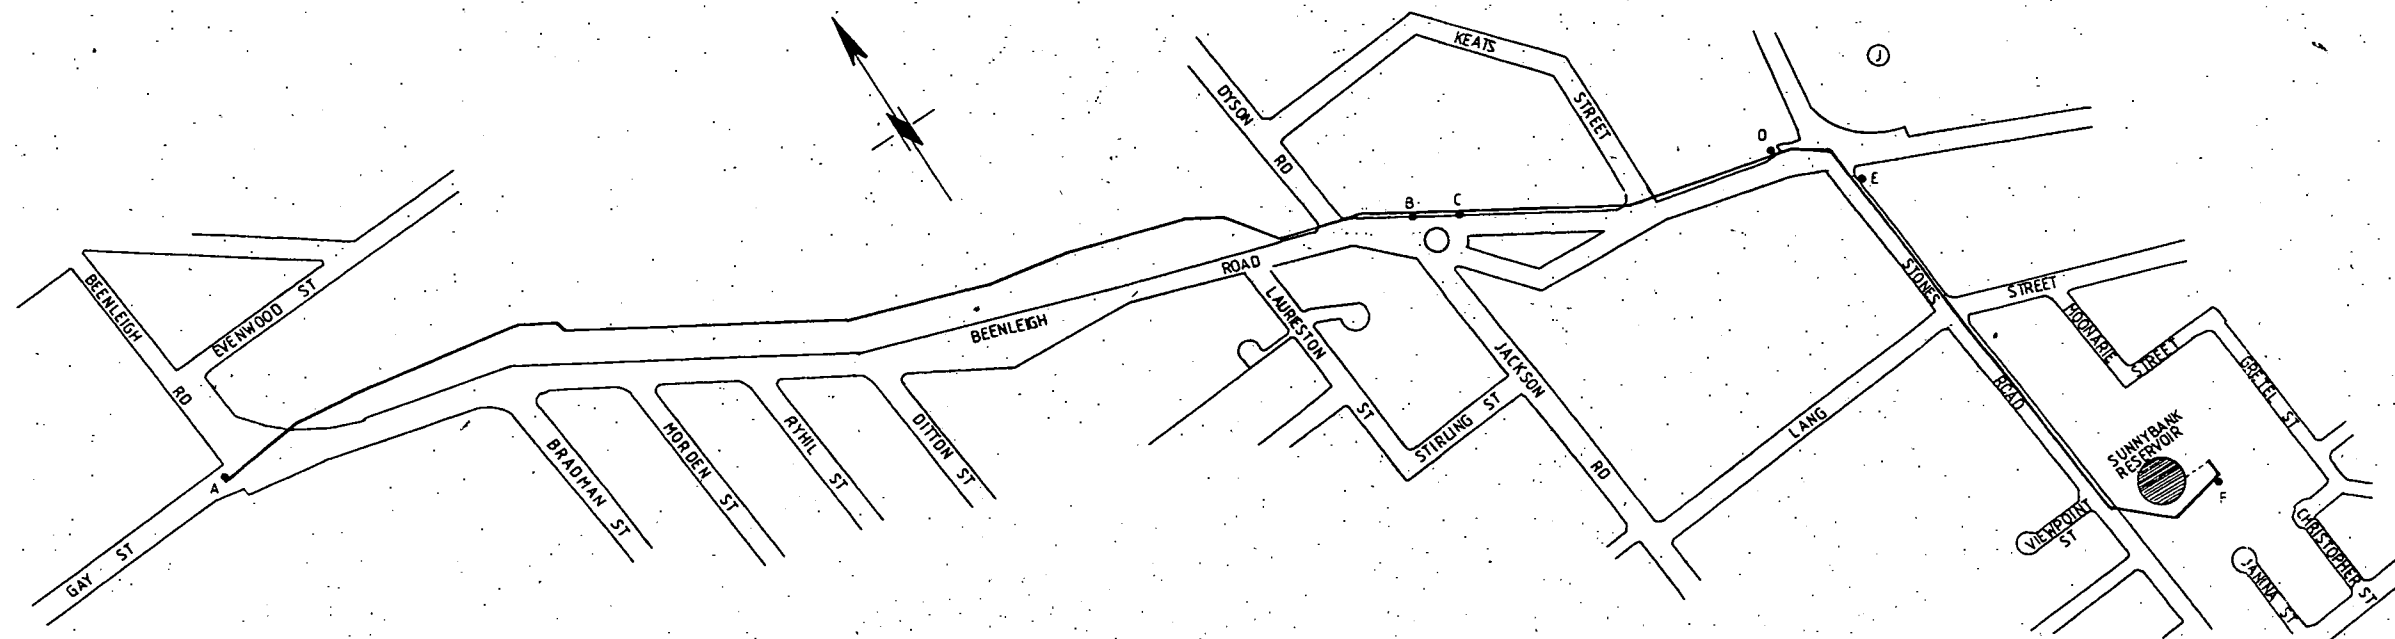 J
KEATS
STREET
DYSON
RD
D
E
B
C
BEENLEIGH
RD
EVENWOOD ST
ROAD
BEENLEIGH
LAURESTON
ST
STONES
ROAD
STREET
MOONARIE
STREET
GRETEL ST
JACKSON
RD
STIRLING ST
LANG
BRADMAN ST
MORDEN ST
RYHIL ST
DITTON ST
A
GAY ST
SUNNYBANK
RESERVOIR
F
VIEWPOINT
ST
CHRISTOPHER ST
JANINA ST